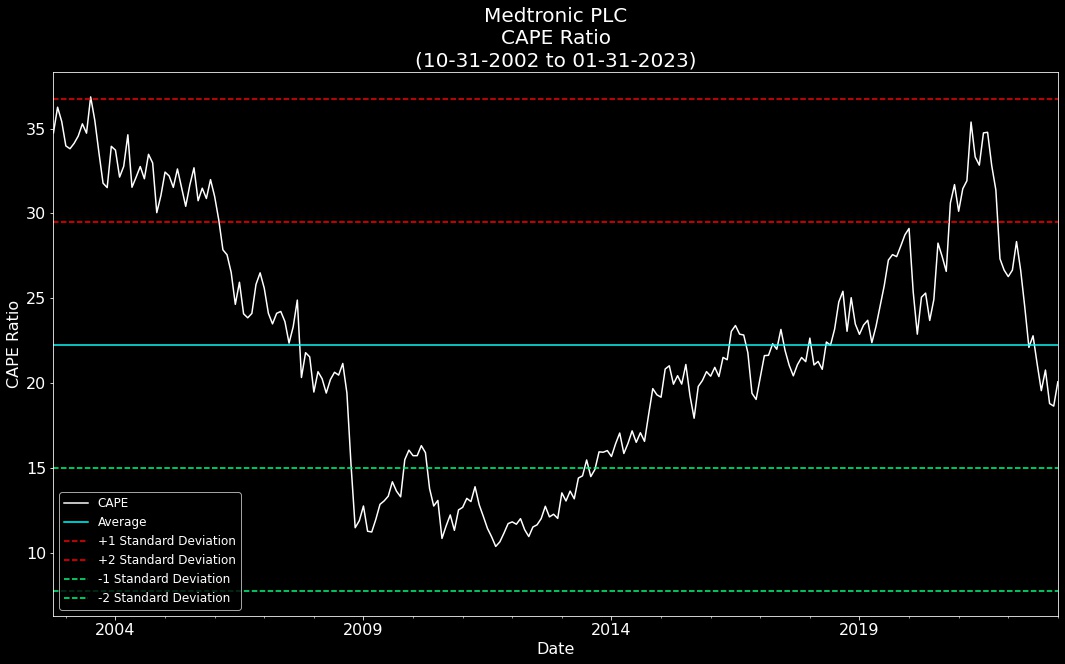 Medtronic PLC
CAPE Ratio
(10-31-2002 to 01-31-2023)
CAPE Ratio
35
30
25
20
15
10
CAPE
Average
+1 Standard Deviation
+2 Standard Deviation
-1 Standard Deviation
-2 Standard Deviation
2004
2009
2014
2019
Date